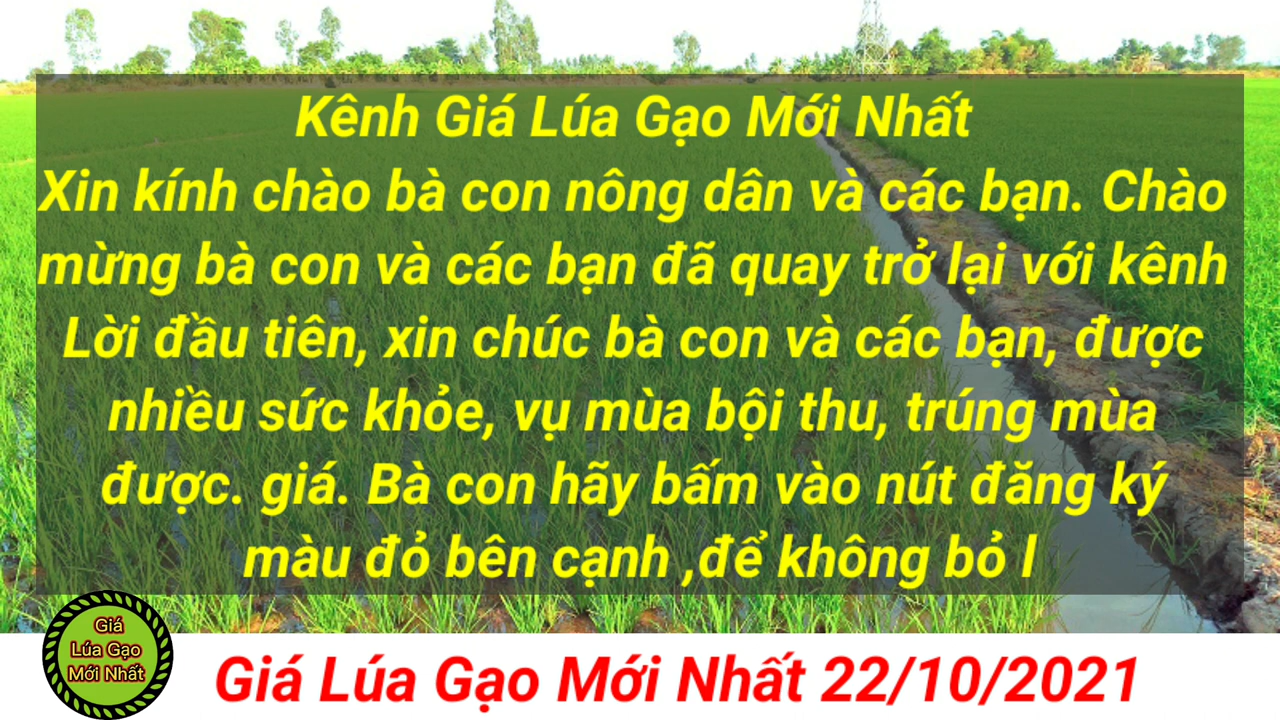 Kênh Giá Lúa Gạo Mới Nhất
Xin kính chào bà con nông dân và các bạn. Chào
mừng bà con và các bạn đã quay trở lại với kênh
Lời đầu tiên, xin chúc bà con và các bạn, được
nhiều sức khỏe, vụ mùa bội thu, trúng mùa
được. giá. Bà con hãy bấm vào nút đăng ký
màu đỏ bên cạnh ,để không bỏ l
Giá
Lúa Gạo
Mới Nhất
Giá Lúa Gạo Mới Nhất 22/10/2021